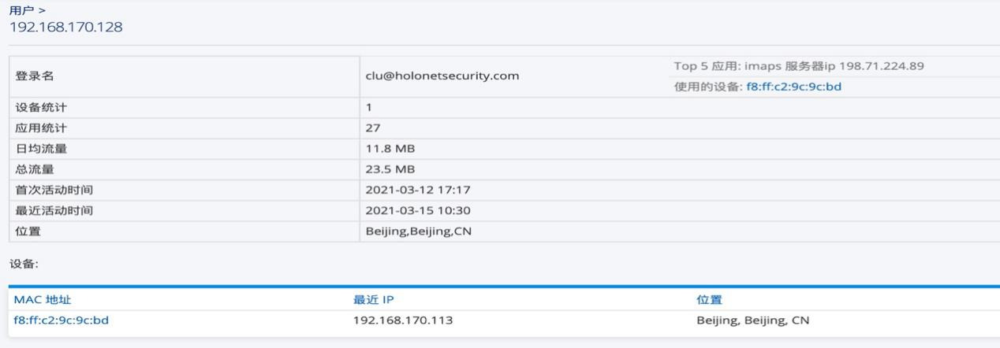 用户 >
192.168.170.128
登录名 clu@holonetsecurity.com
Top 5 应用: imaps 服务器ip 198.71.224.89
使用的设备: f8:ff:c2:9c:9c:bd
设备统计 1
应用统计 27
日均流量 11.8 MB
总流量 23.5 MB
首次活动时间 2021-03-12 17:17
最近活动时间 2021-03-15 10:30
位置 Beijing,Beijing,CN
设备:
MAC 地址 最近 IP 位置
f8:ff:c2:9c:9c:bd 192.168.170.113 Beijing, Beijing, CN